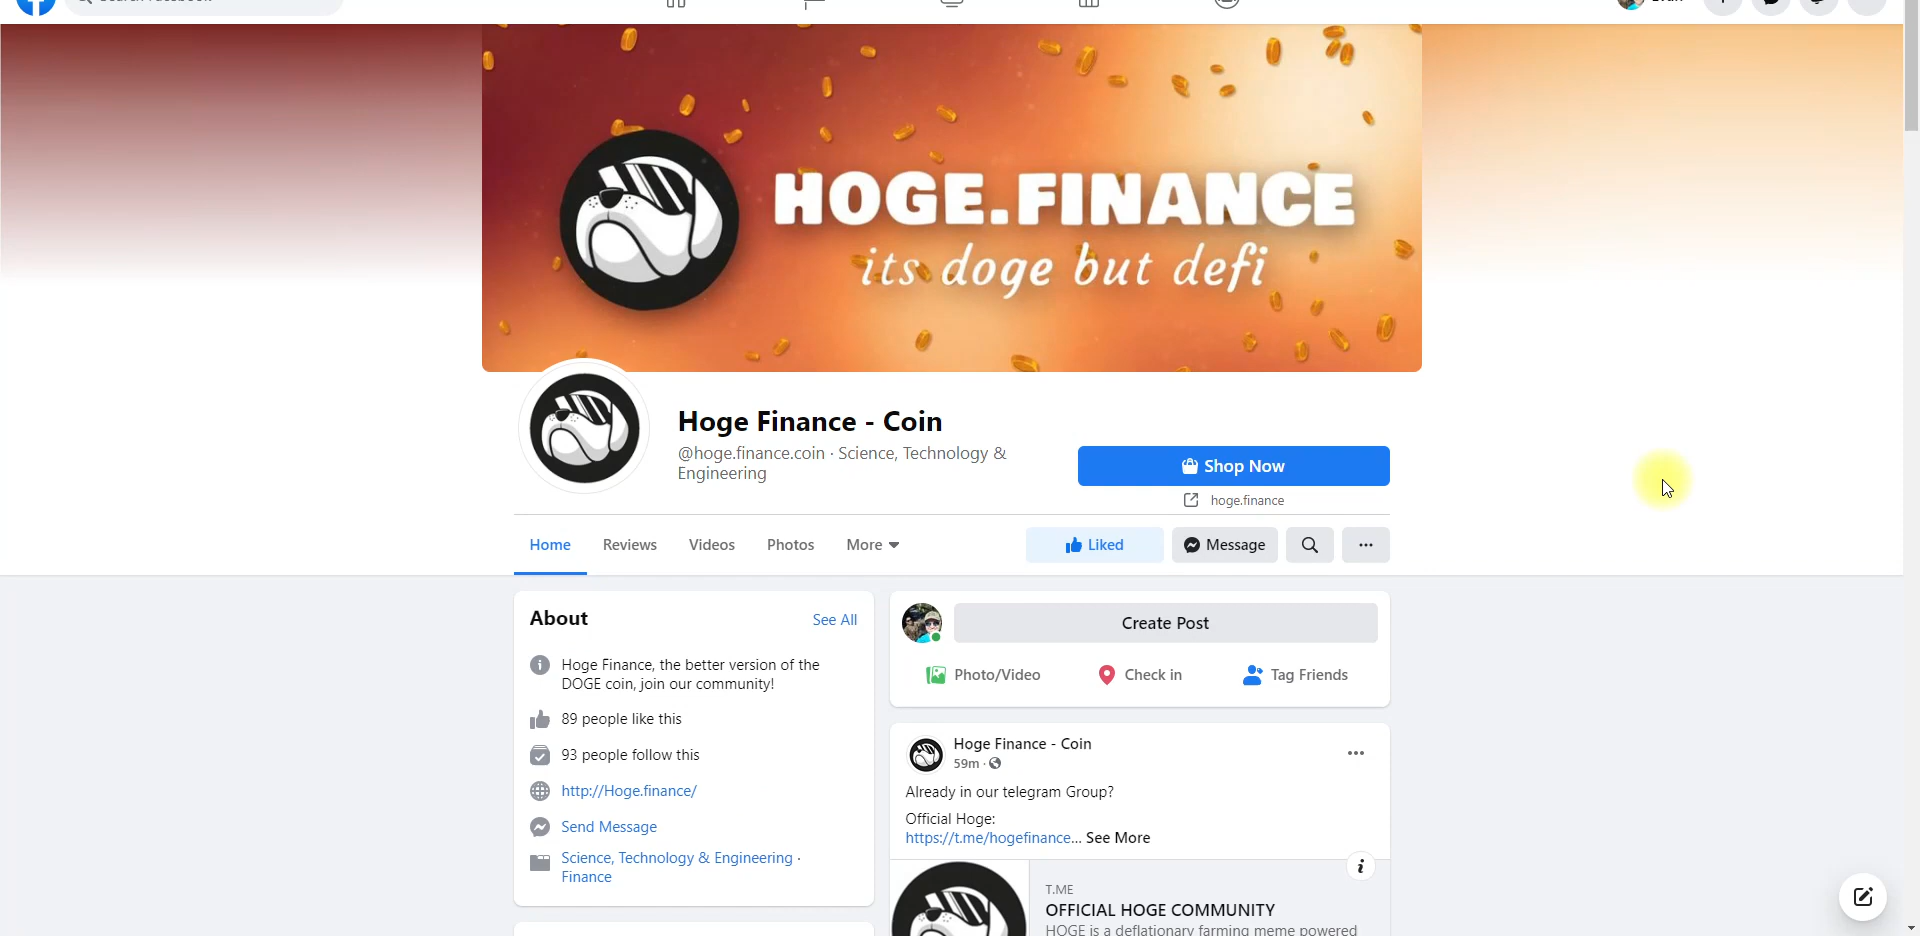 HOGE.FINANCE
its doge but defi
Hoge Finance - Coin
@hoge.finance.coin · Science, Technology &
Engineering
Shop Now
hoge.finance
Home
Reviews
Videos
Photos
More
Liked
Message
About
See All
Hoge Finance, the better version of the
DOGE coin, join our community!
89 people like this
93 people follow this
http://Hoge.finance/
Send Message
Science, Technology & Engineering ·
Finance
Create Post
Photo/Video
Check in
Tag Friends
Hoge Finance - Coin
59m ·
Already in our telegram Group?
Official Hoge:
https://t.me/hogefinance... See More
T.ME
OFFICIAL HOGE COMMUNITY
HOGE is a deflationary farming meme powered